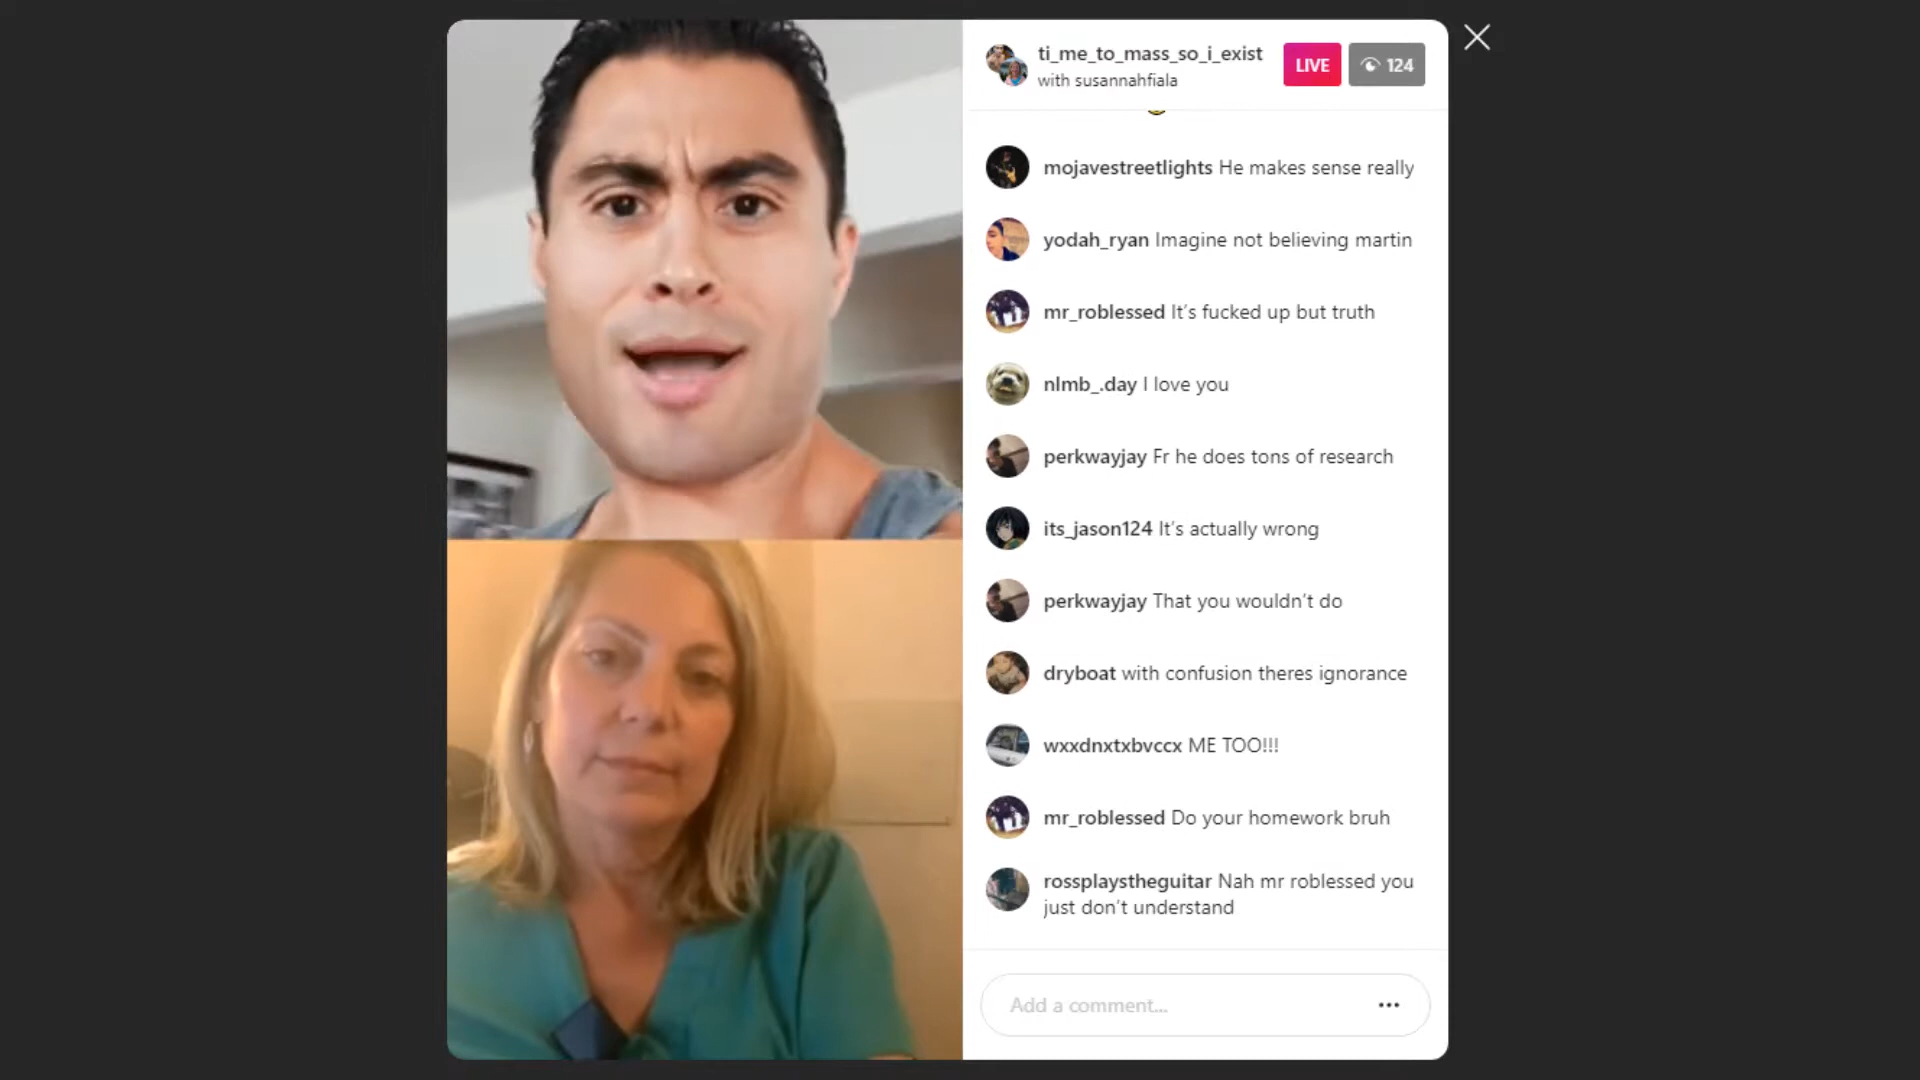 ti_me_to_mass_so_i_exist
with susannahfiala
LIVE
124
mojavestreetlights He makes sense really
yodah_ryan Imagine not believing martin
mr_roblessed It’s fucked up but truth
nlmb_.day I love you
perkwayjay Fr he does tons of research
its_jason124 It’s actually wrong
perkwayjay That you wouldn’t do
dryboat with confusion theres ignorance
wxxdnxtxbvccx ME TOO!!!
mr_roblessed Do your homework bruh
rossplaystheguitar Nah mr roblessed you
just don’t understand
Add a comment...